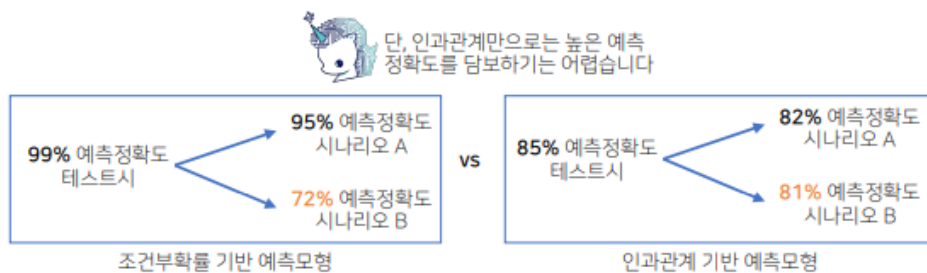 단, 인과관계만으로는 높은 예측
정확도를 담보하기는 어렵습니다
99% 예측정확도
테스트시
95% 예측정확도
시나리오 A
72% 예측정확도
시나리오 B
조건부확률 기반 예측모형
vs
85% 예측정확도
테스트시
82% 예측정확도
시나리오 A
81% 예측정확도
시나리오 B
인과관계 기반 예측모형